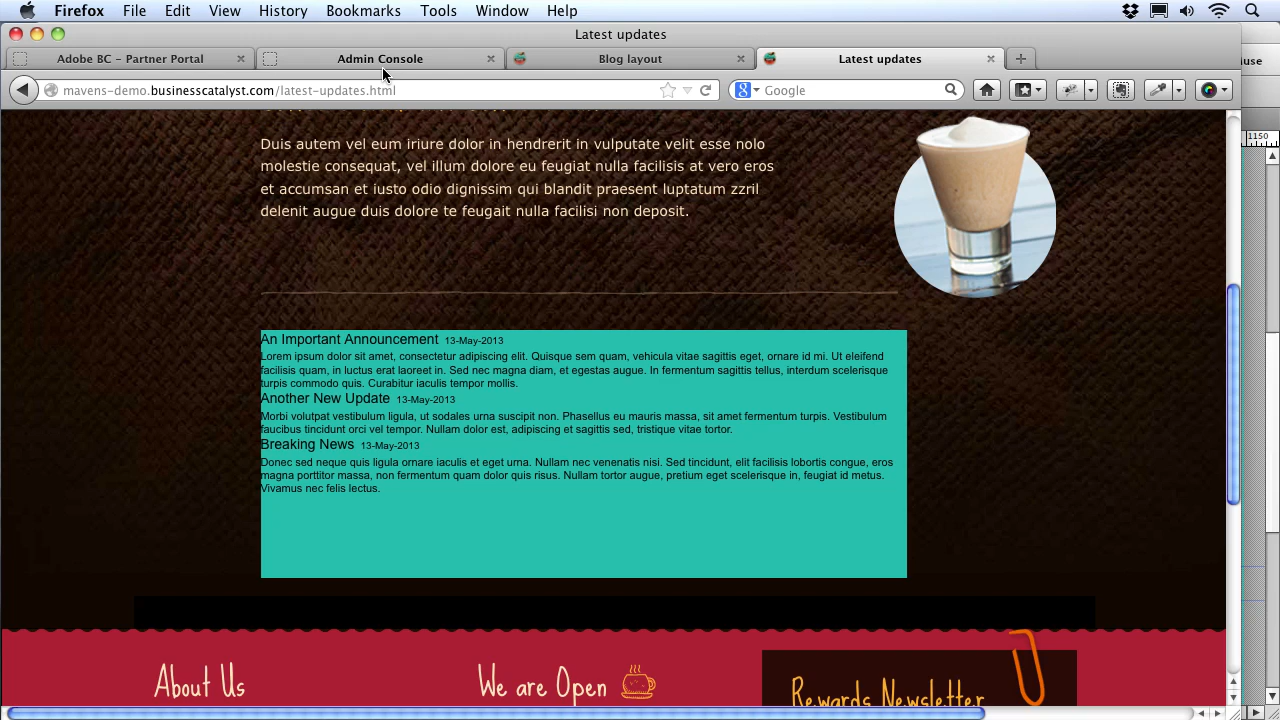 Firefox File Edit View History Bookmarks Tools Window Help
Latest updates
Adobe BC - Partner Portal Admin Console Blog layout Latest updates
mavens-demo.businesscatalyst.com/latest-updates.html Google
1150
Duis autem vel eum iriure dolor in hendrerit in vulputate velit esse nolo
molestie consequat, vel illum dolore eu feugiat nulla facilisis at vero eros
et accumsan et iusto odio dignissim qui blandit praesent luptatum zzril
delenit augue duis dolore te feugait nulla facilisi non deposit.
An Important Announcement 13-May-2013
Lorem ipsum dolor sit amet, consectetur adipiscing elit. Quisque sem quam, vehicula vitae sagittis eget, ornare id mi. Ut eleifend
facilisis quam, in luctus erat laoreet in. Sed nec magna diam, et egestas augue. In fermentum sagittis tellus, interdum scelerisque
turpis commodo quis. Curabitur iaculis tempor mollis.
Another New Update 13-May-2013
Morbi volutpat vestibulum ligula, ut sodales urna suscipit non. Phasellus eu mauris massa, sit amet fermentum turpis. Vestibulum
faucibus tincidunt orci vel tempor. Nullam dolor est, adipiscing et sagittis sed, tristique vitae tortor.
Breaking News 13-May-2013
Donec sed neque quis ligula ornare iaculis et eget urna. Nullam nec venenatis nisi. Sed tincidunt, elit facilisis lobortis congue, eros
magna porttitor massa, non fermentum quam dolor quis risus. Nullam tortor augue, pretium eget scelerisque in, feugiat id metus.
Vivamus nec felis lectus.
About Us We are Open Rewards Newsletter